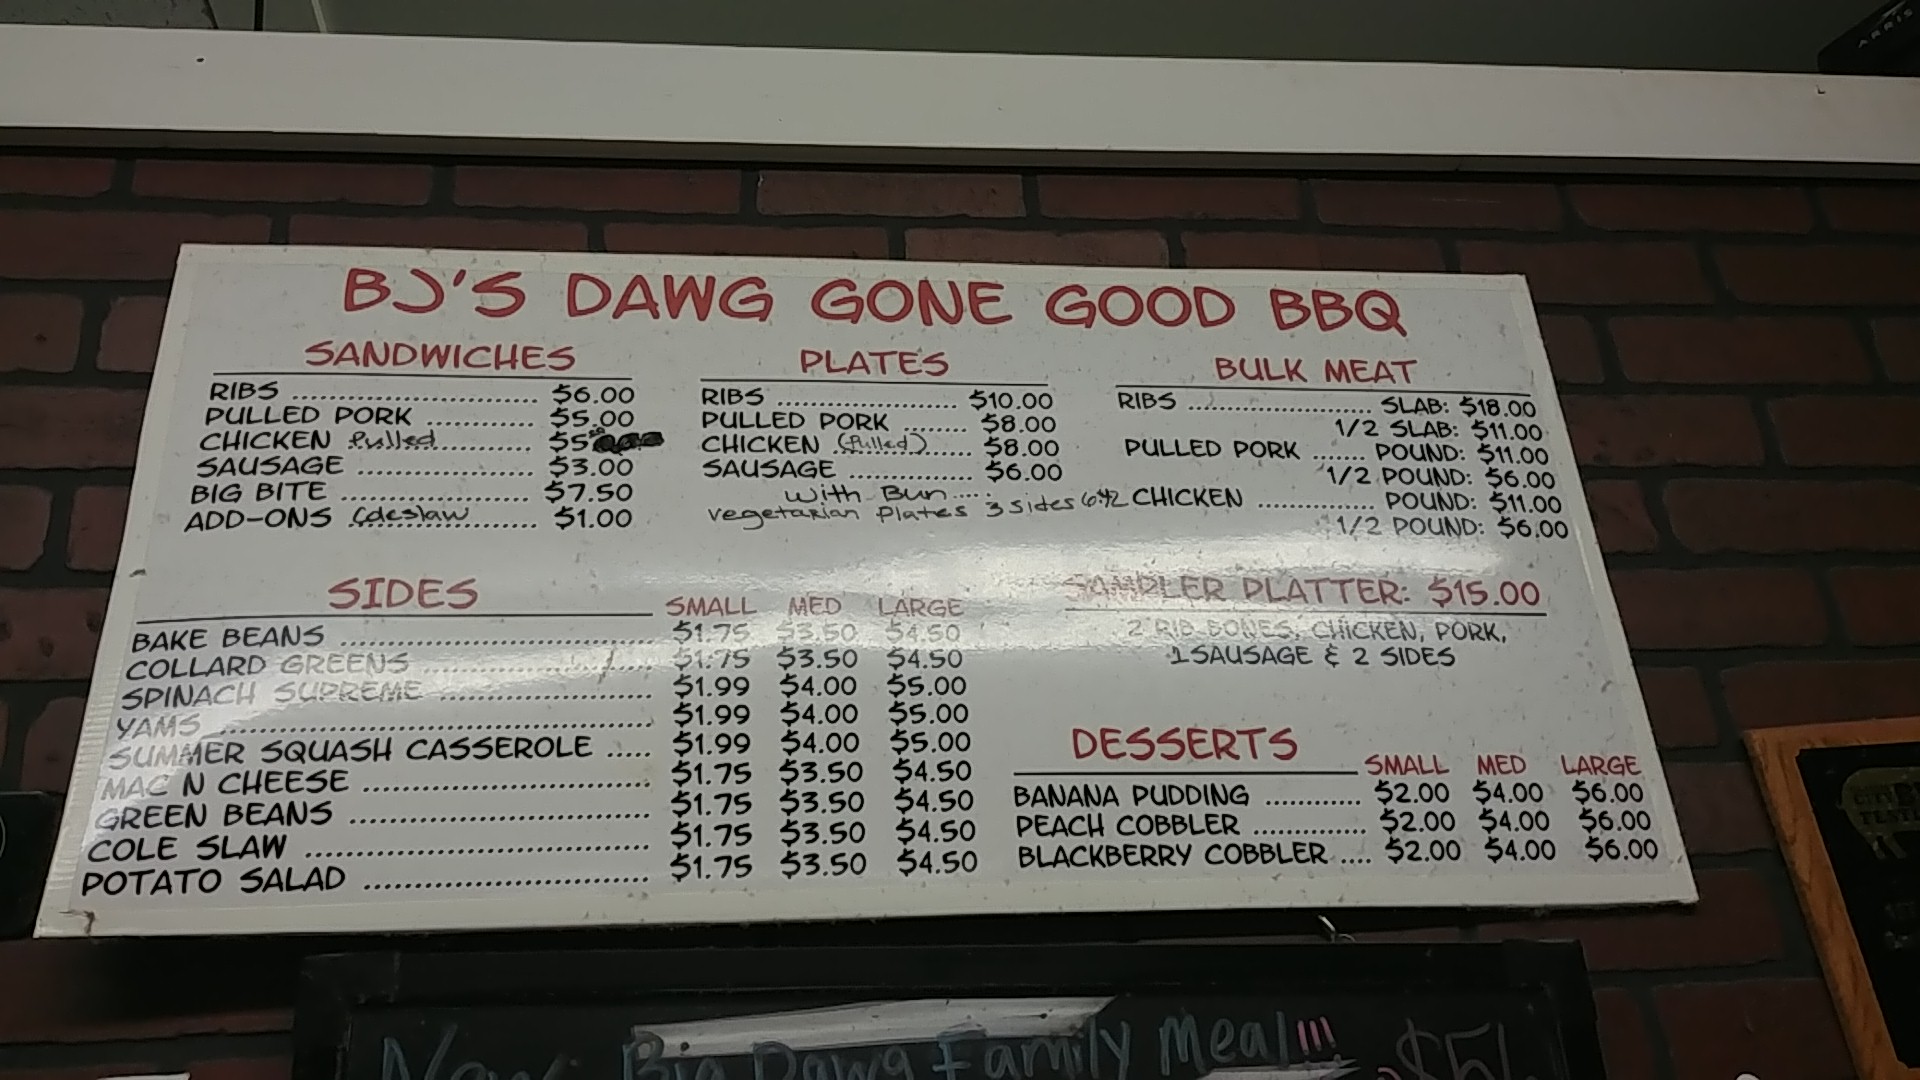 BJ'S DAWG GONE GOOD BBQ
SANDWICHES
RIBS ........ $6.00
PULLED PORK ........ $5.00
CHICKEN Pulled ........ $5
SAUSAGE ........ $3.00
BIG BITE ........ $7.50
ADD-ONS (coleslaw ........ $1.00
PLATES
RIBS ........ $10.00
PULLED PORK ........ $8.00
CHICKEN (Pulled) ........ $8.00
SAUSAGE ........ $6.00
with Bun ....
vegetarian Plates 3 sides
BULK MEAT
RIBS ........ SLAB: $18.00
1/2 SLAB: $11.00
PULLED PORK ........ POUND: $11.00
1/2 POUND: $6.00
CHICKEN ........ POUND: $11.00
1/2 POUND: $6.00
SIDES
SMALL MED LARGE
BAKE BEANS ........ $1.75 $3.50 $4.50
COLLARD GREENS ........ $1.75 $3.50 $4.50
SPINACH SUPREME ........ $1.99 $4.00 $5.00
YAMS ........ $1.99 $4.00 $5.00
SUMMER SQUASH CASSEROLE ..... $1.99 $4.00 $5.00
MAC N CHEESE ........ $1.75 $3.50 $4.50
GREEN BEANS ........ $1.75 $3.50 $4.50
COLE SLAW ........ $1.75 $3.50 $4.50
POTATO SALAD ........ $1.75 $3.50 $4.50
SAMPLER PLATTER: $15.00
2 RIB BONES, CHICKEN, PORK,
1 SAUSAGE & 2 SIDES
DESSERTS
SMALL MED LARGE
BANANA PUDDING ........ $2.00 $4.00 $6.00
PEACH COBBLER ........ $2.00 $4.00 $6.00
BLACKBERRY COBBLER .... $2.00 $4.00 $6.00
New Big Dawg Family Meal!!!
ARRIS